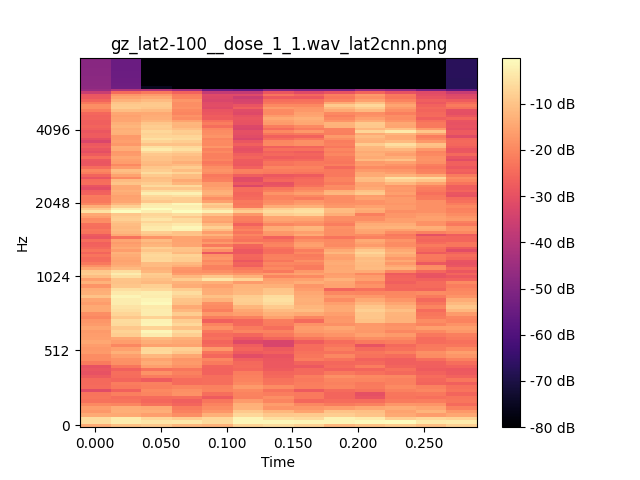 gz_lat2-100__dose_1_1.wav_lat2cnn.png
Hz
4096
2048
1024
512
0
0.000 0.050 0.100 0.150 0.200 0.250
Time
-10 dB
-20 dB
-30 dB
-40 dB
-50 dB
-60 dB
-70 dB
-80 dB